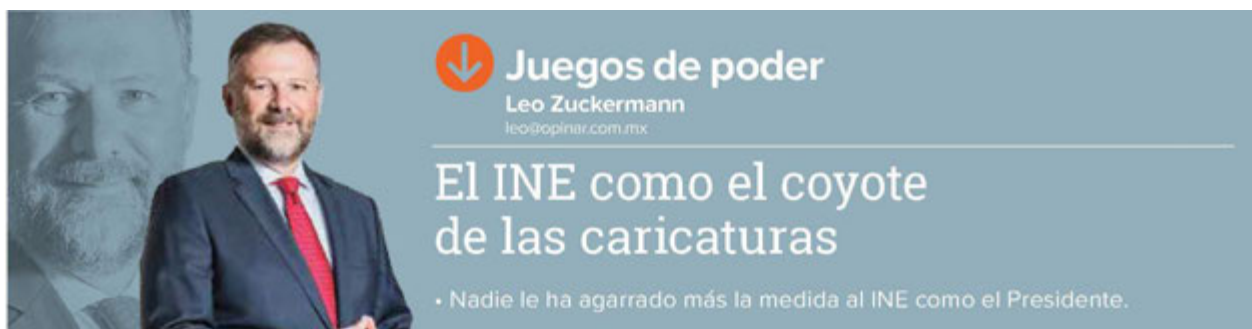 Juegos de poder
Leo Zuckermann
leo@opinar.com.mx
El INE como el coyote
de las caricaturas
• Nadie le ha agarrado más la medida al INE como el Presidente.